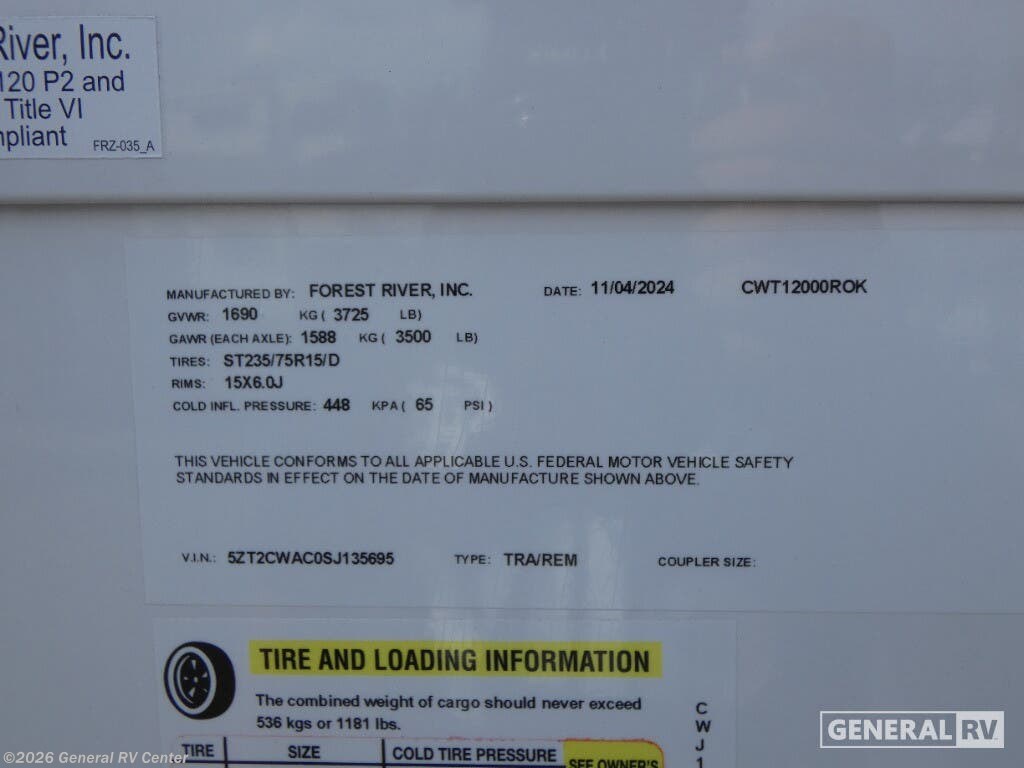 River, Inc.
120 P2 and
Title VI
mpliant FRZ-035_A
GENERAL RV
MANUFACTURED BY: FOREST RIVER, INC. DATE: 11/04/2024 CWT12000ROK
GVWR: 1690 KG ( 3725 LB)
GAWR (EACH AXLE): 1588 KG ( 3500 LB)
TIRES: ST235/75R15/D
RIMS: 15X6.0J
COLD INFL. PRESSURE: 448 KPA ( 65 PSI )
THIS VEHICLE CONFORMS TO ALL APPLICABLE U.S. FEDERAL MOTOR VEHICLE SAFETY
STANDARDS IN EFFECT ON THE DATE OF MANUFACTURE SHOWN ABOVE.
V.I.N.: 5ZT2CWAC0SJ135695 TYPE: TRA/REM COUPLER SIZE:
TIRE AND LOADING INFORMATION
The combined weight of cargo should never exceed
536 kgs or 1181 lbs.
C
W
J
1
TIRE SIZE COLD TIRE PRESSURE SEE OWNER'S
GENERAL RV
©2026 General RV Center